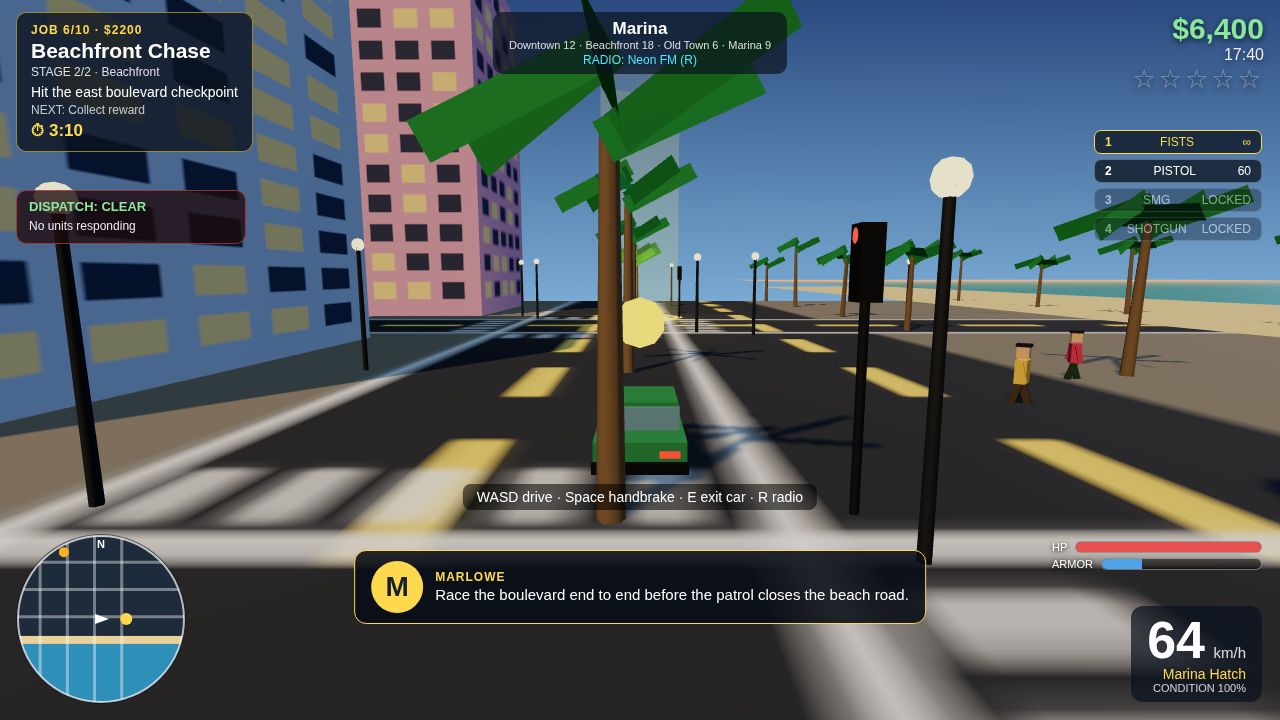 JOB 6/10 · $2200
Beachfront Chase
STAGE 2/2 · Beachfront
Hit the east boulevard checkpoint
NEXT: Collect reward
⏱ 3:10
DISPATCH: CLEAR
No units responding
Marina
Downtown 12 · Beachfront 18 · Old Town 6 · Marina 9
RADIO: Neon FM (R)
$6,400
17:40
☆☆☆☆☆
1 FISTS ∞
2 PISTOL 60
3 SMG LOCKED
4 SHOTGUN LOCKED
WASD drive · Space handbrake · E exit car · R radio
N
M
MARLOWE
Race the boulevard end to end before the patrol closes the beach road.
HP
ARMOR
64 km/h
Marina Hatch
CONDITION 100%